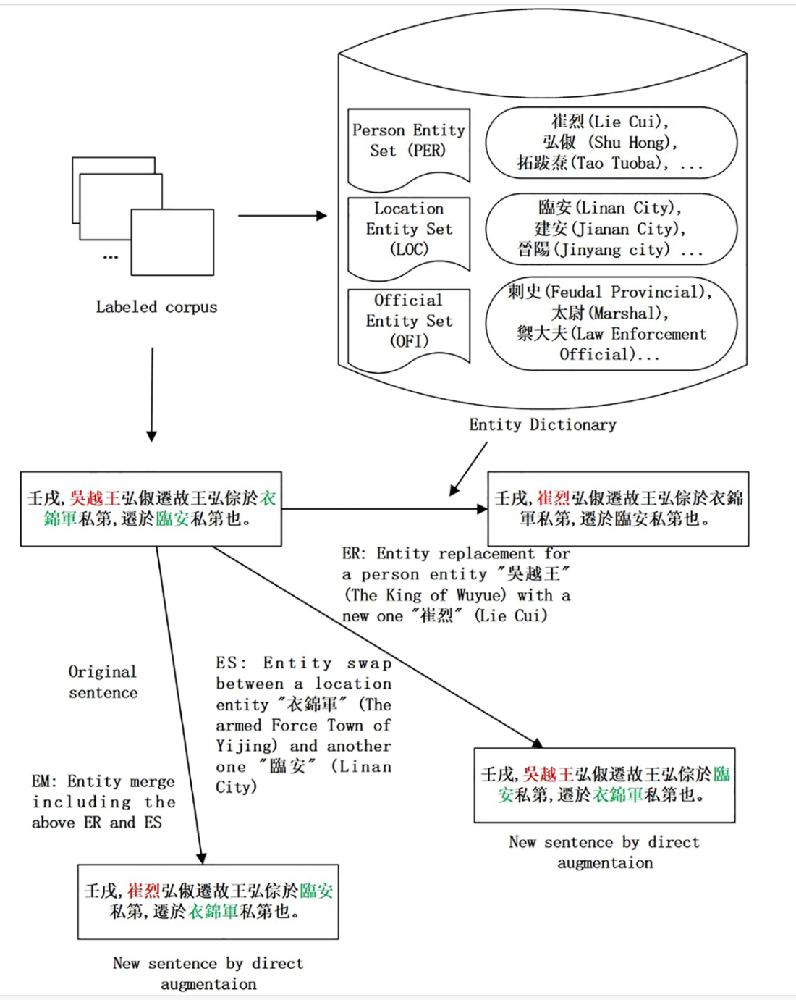 Person Entity
Set (PER)
崔烈(Lie Cui),
弘俶 (Shu Hong),
拓跋燾(Tao Tuoba), ...
Location
Entity Set
(LOC)
臨安(Linan City),
建安(Jianan City),
晉陽(Jinyang city) ...
Official
Entity Set
(OFI)
刺史(Feudal Provincial),
太尉(Marshal),
禦大夫(Law Enforcement
Official)...
...
Labeled corpus
Entity Dictionary
壬戌,吳越王弘俶遷故王弘倧於衣
錦軍私第,遷於臨安私第也。
壬戌,崔烈弘俶遷故王弘倧於衣錦
軍私第,遷於臨安私第也。
ER: Entity replacement for
a person entity "吳越王"
(The King of Wuyue) with a
new one "崔烈" (Lie Cui)
Original
sentence
ES: Entity swap
between a location
entity "衣錦軍" (The
armed Force Town of
Yijing) and another
one "臨安" (Linan
City)
EM: Entity merge
including the
above ER and ES
壬戌,吳越王弘俶遷故王弘倧於臨
安私第,遷於衣錦軍私第也。
New sentence by direct
augmentaion
壬戌,崔烈弘俶遷故王弘倧於臨安
私第,遷於衣錦軍私第也。
New sentence by direct
augmentaion